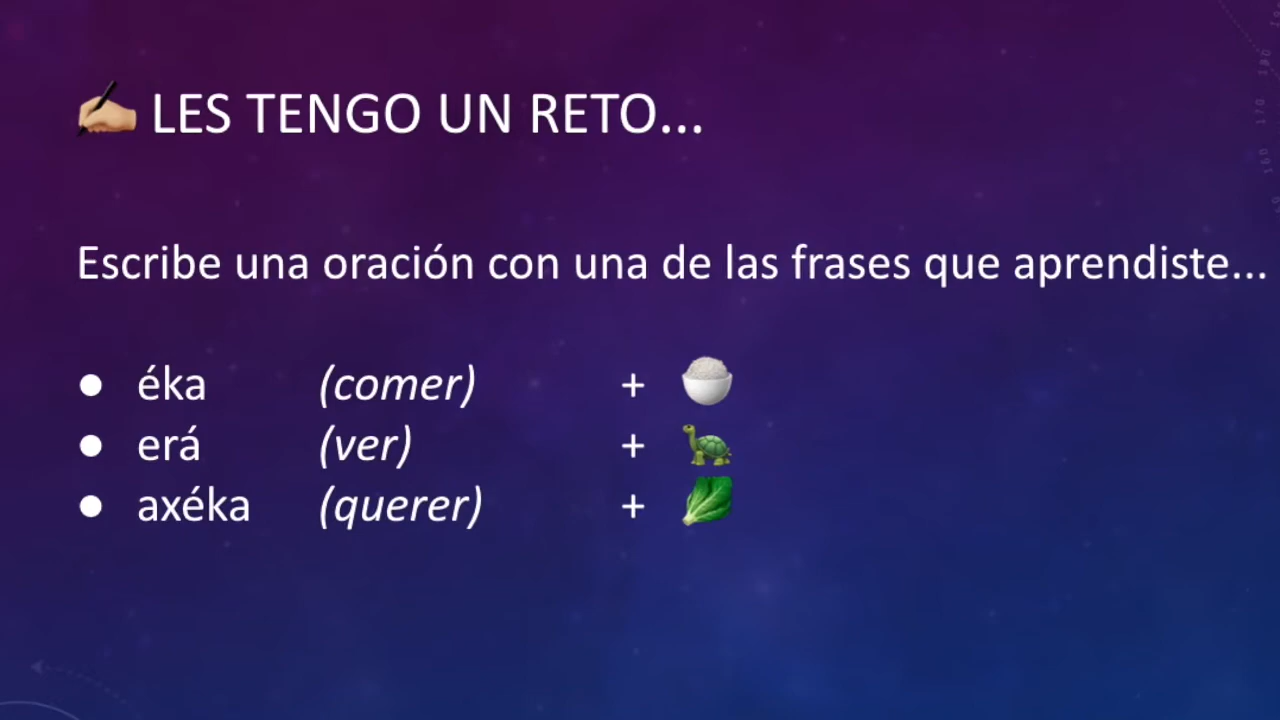 ✍🏼 LES TENGO UN RETO...
Escribe una oración con una de las frases que aprendiste...
● éka (comer) + 🍚
● erá (ver) + 🐢
● axéka (querer) + 🥬